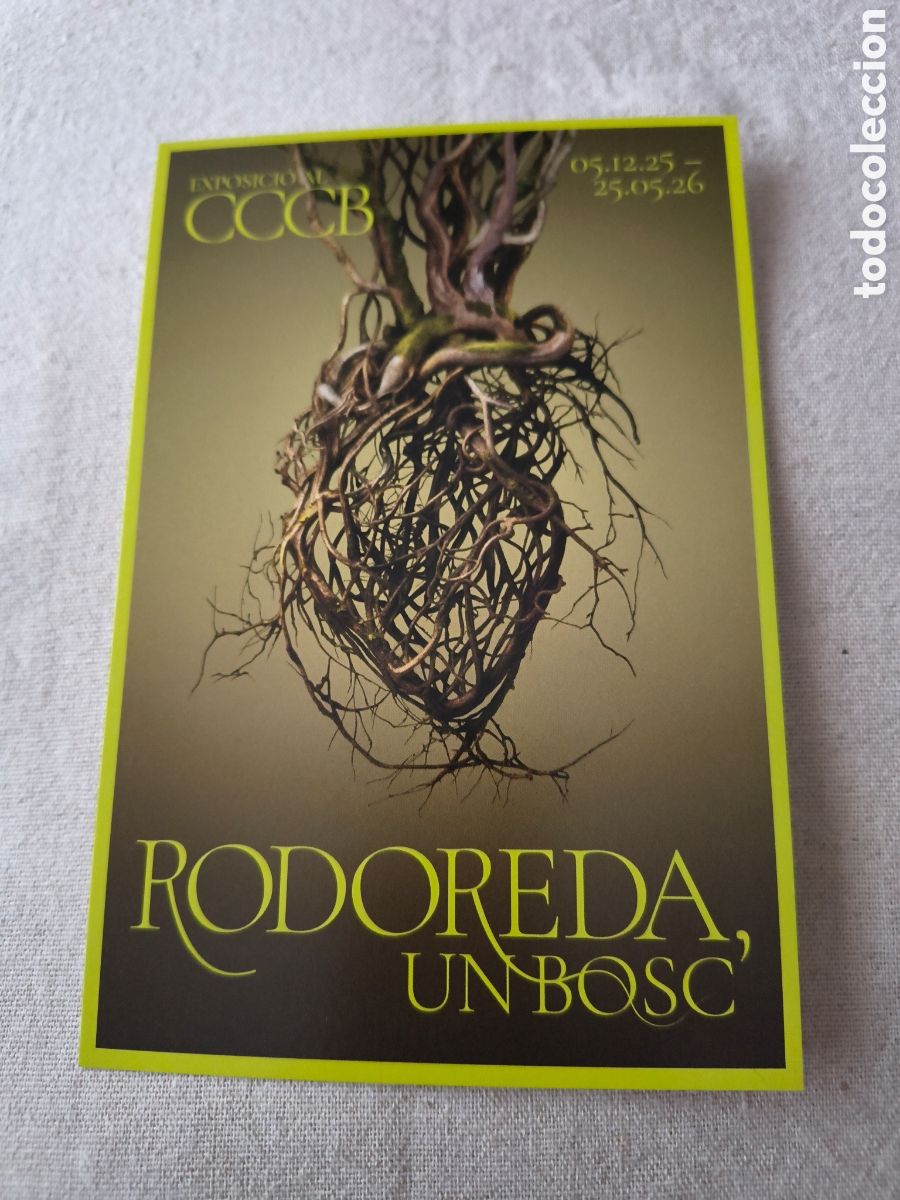 EXPOSICIÓ AL
CCCB
05.12.25 –
25.05.26
RODOREDA,
UN BOSC
todocoleccion